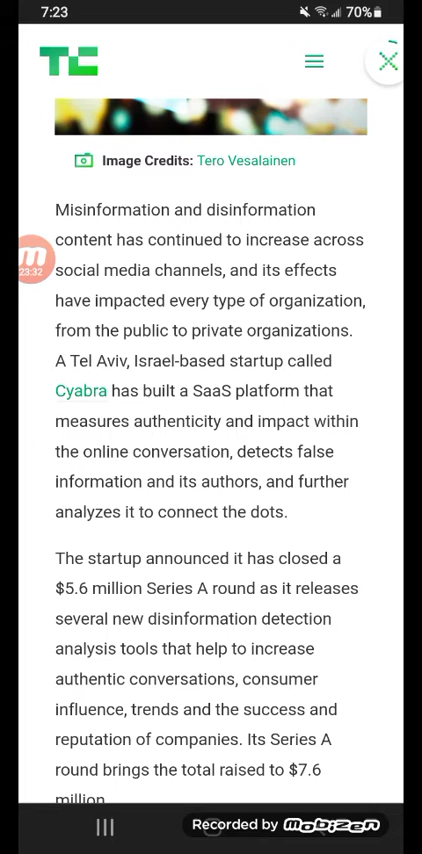 7:23
70%
TC
Image Credits: Tero Vesalainen
Misinformation and disinformation
content has continued to increase across
m
23:32
social media channels, and its effects
have impacted every type of organization,
from the public to private organizations.
A Tel Aviv, Israel-based startup called
Cyabra has built a SaaS platform that
measures authenticity and impact within
the online conversation, detects false
information and its authors, and further
analyzes it to connect the dots.
The startup announced it has closed a
$5.6 million Series A round as it releases
several new disinformation detection
analysis tools that help to increase
authentic conversations, consumer
influence, trends and the success and
reputation of companies. Its Series A
round brings the total raised to $7.6
million
Recorded by mobizen